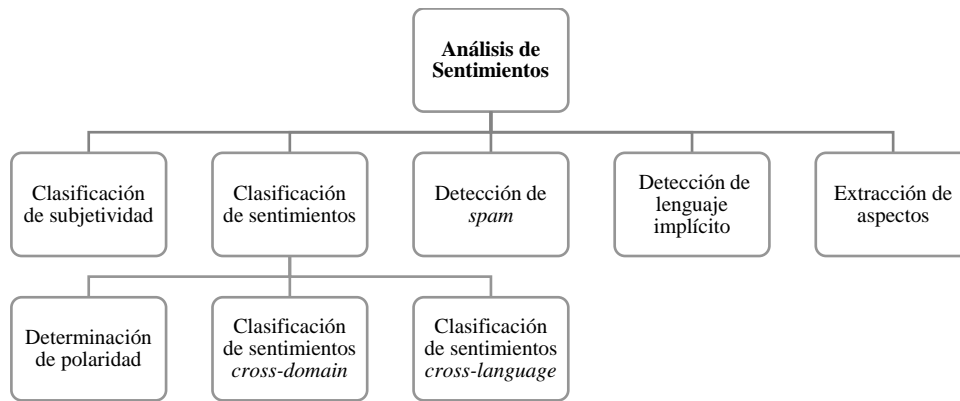 Análisis de
Sentimientos
Clasificación
de subjetividad
Clasificación
de sentimientos
Detección de
spam
Detección de
lenguaje
implícito
Extracción de
aspectos
Determinación
de polaridad
Clasificación
de sentimientos
cross-domain
Clasificación
de sentimientos
cross-language